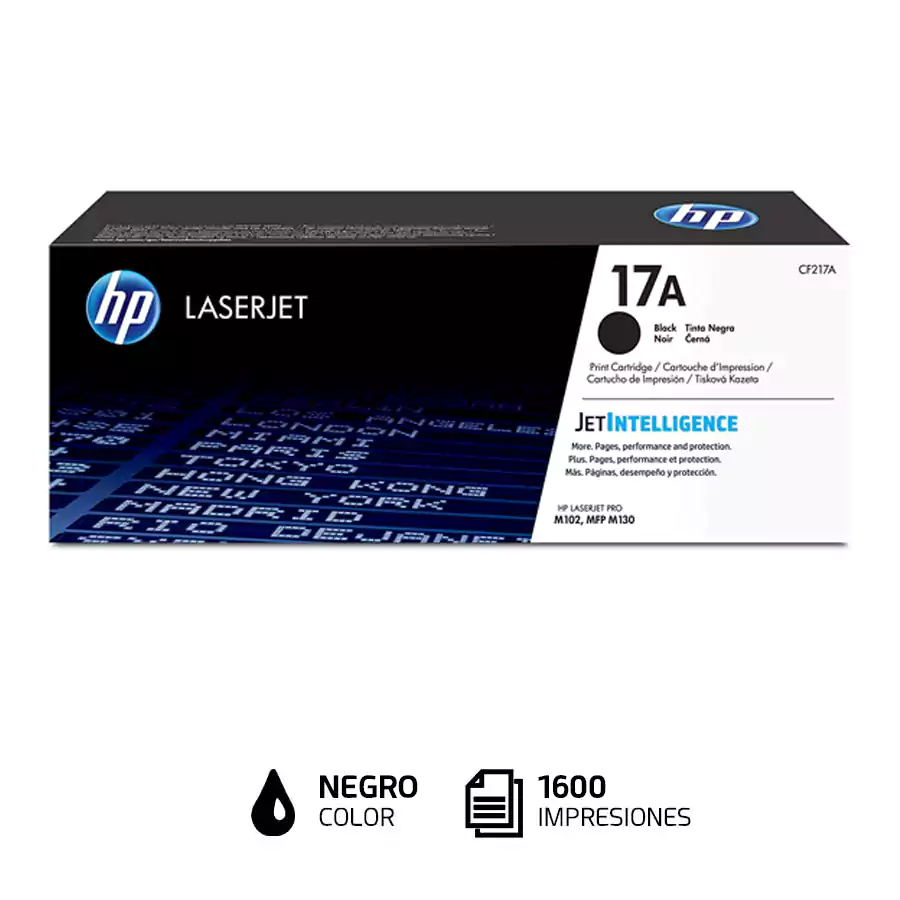 hp
hp
LASERJET
17A
CF217A
Black Tinta Negra
Noir Černá
Print Cartridge / Cartouche d'Impression /
Cartucho de Impresión / Tisková Kazeta
JETINTELLIGENCE
More. Pages, performance and protection.
Plus. Pages, performance et protection.
Más. Páginas, desempeño y protección.
HP LASERJET PRO
M102, MFP M130
LONDON
MIAMI
PARIS
TOKYO
HONG KONG
NEW YORK
MADRID
NEGRO
COLOR
1600
IMPRESIONES